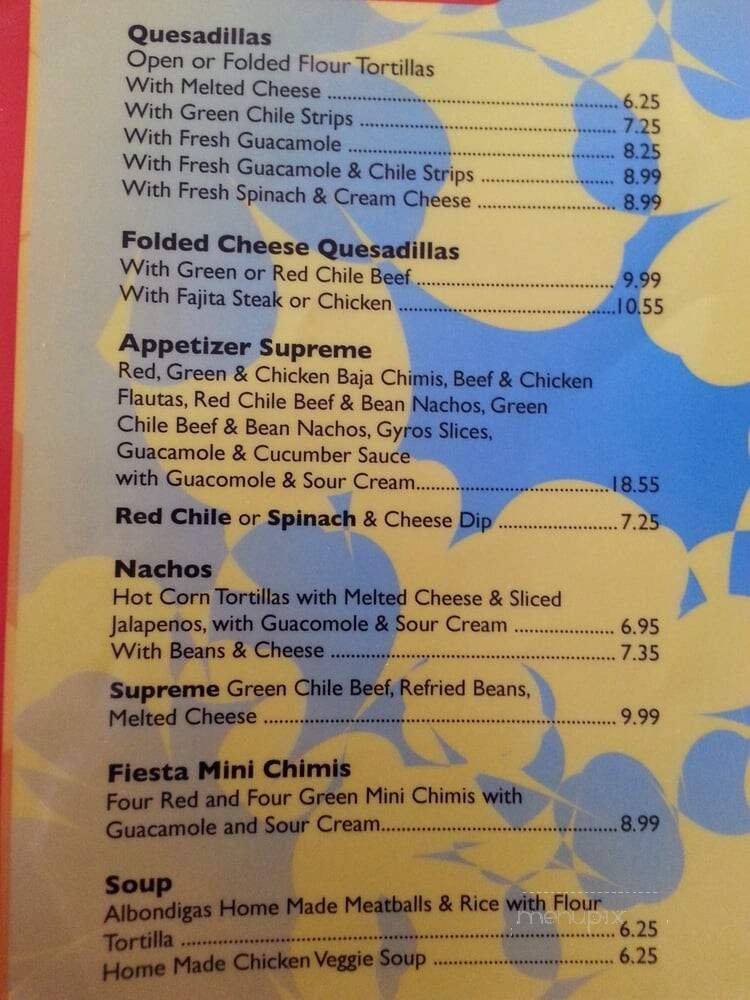 Quesadillas
Open or Folded Flour Tortillas
With Melted Cheese ........................................ 6.25
With Green Chile Strips ................................... 7.25
With Fresh Guacamole ..................................... 8.25
With Fresh Guacamole & Chile Strips ................... 8.99
With Fresh Spinach & Cream Cheese .................... 8.99
Folded Cheese Quesadillas
With Green or Red Chile Beef ............................ 9.99
With Fajita Steak or Chicken ..............................10.55
Appetizer Supreme
Red, Green & Chicken Baja Chimis, Beef & Chicken
Flautas, Red Chile Beef & Bean Nachos, Green
Chile Beef & Bean Nachos, Gyros Slices,
Guacamole & Cucumber Sauce
with Guacomole & Sour Cream...........................18.55
Red Chile or Spinach & Cheese Dip ................. 7.25
Nachos
Hot Corn Tortillas with Melted Cheese & Sliced
Jalapenos, with Guacomole & Sour Cream .............. 6.95
With Beans & Cheese ....................................... 7.35
Supreme Green Chile Beef, Refried Beans,
Melted Cheese ................................................. 9.99
Fiesta Mini Chimis
Four Red and Four Green Mini Chimis with
Guacamole and Sour Cream................................. 8.99
Soup
Albondigas Home Made Meatballs & Rice with Flour
Tortilla ............................................................ 6.25
Home Made Chicken Veggie Soup ......................... 6.25
menupix